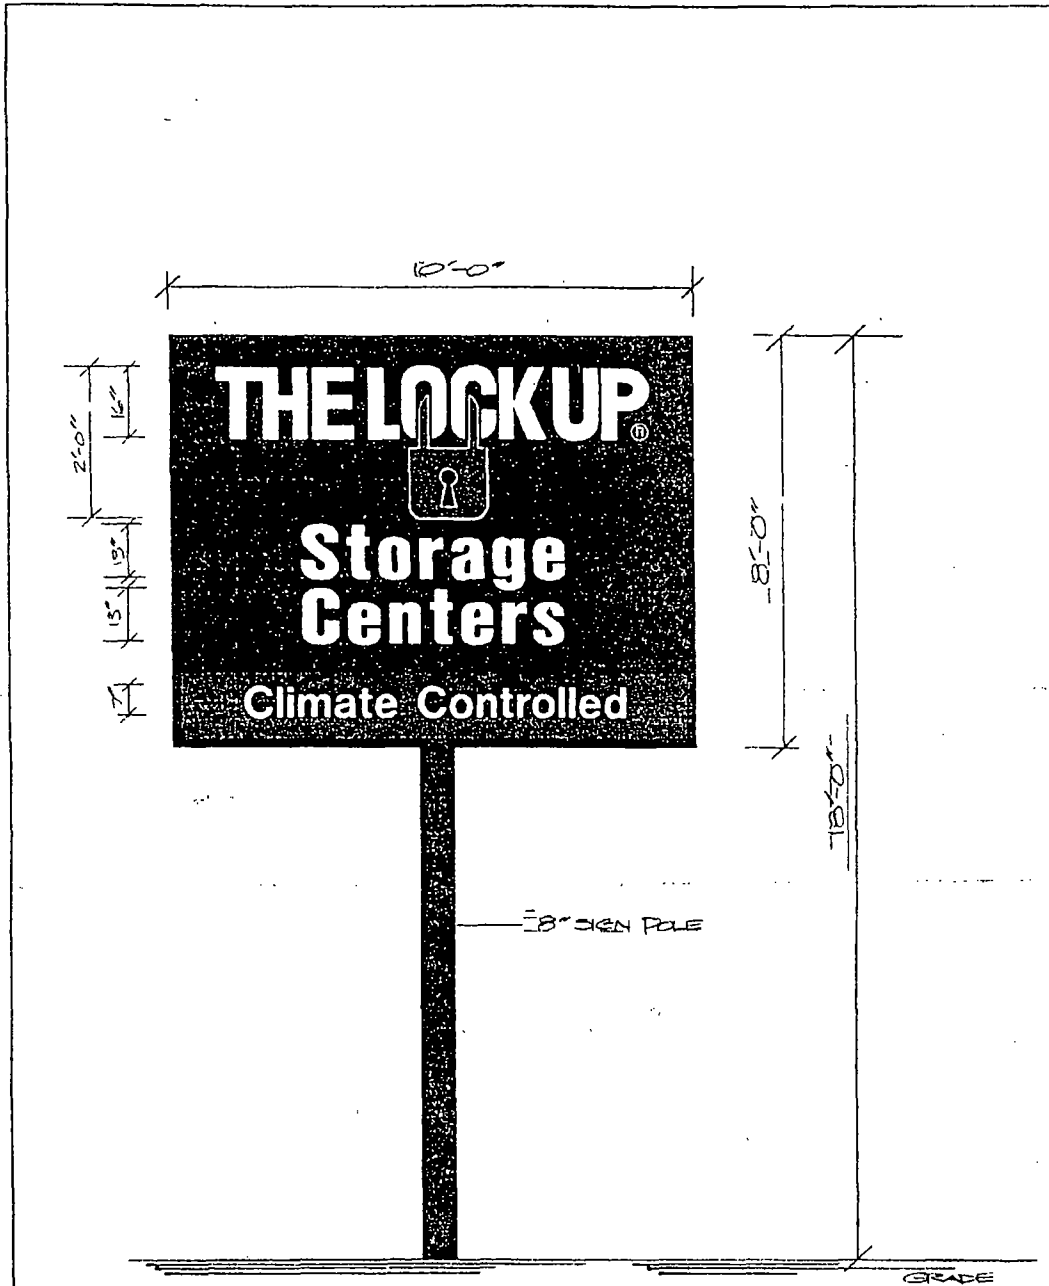 10'-0"
THE LOCK UP®
16"
2'-0"
Storage
13"
Centers
13"
8'-0"
Climate Controlled
7"
18'-0"
8" SIGN POLE
GRADE